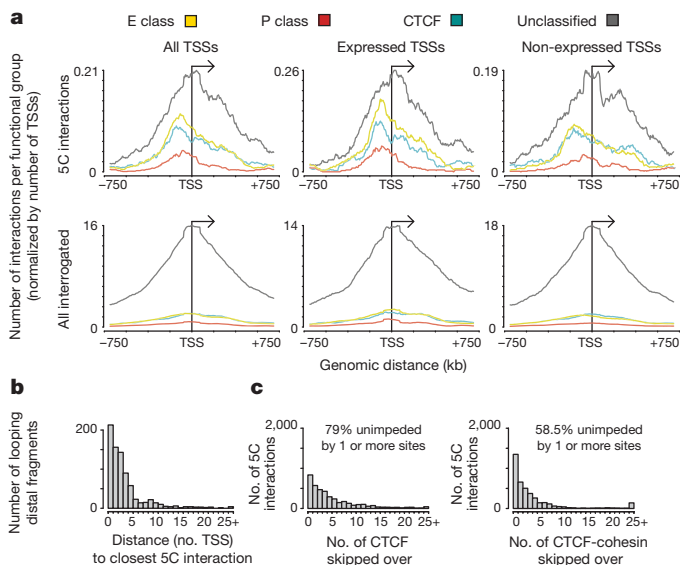 a
E class
P class
CTCF
Unclassified
All TSSs
Expressed TSSs
Non-expressed TSSs
Number of interactions per functional group
(normalized by number of TSSs)
5C interactions
0.21
0
−750
TSS
+750
0.26
0
−750
TSS
+750
0.19
0
−750
TSS
+750
All interrogated
16
0
−750
TSS
+750
14
0
−750
TSS
+750
18
0
−750
TSS
+750
Genomic distance (kb)
b
Number of looping
distal fragments
200
100
0
0 5 10 15 20 25+
Distance (no. TSS)
to closest 5C interaction
c
No. of 5C
interactions
2,000
0
79% unimpeded
by 1 or more sites
0 5 10 15 20 25+
No. of CTCF
skipped over
No. of 5C
interactions
2,000
0
58.5% unimpeded
by 1 or more sites
0 5 10 15 20 25+
No. of CTCF-cohesin
skipped over